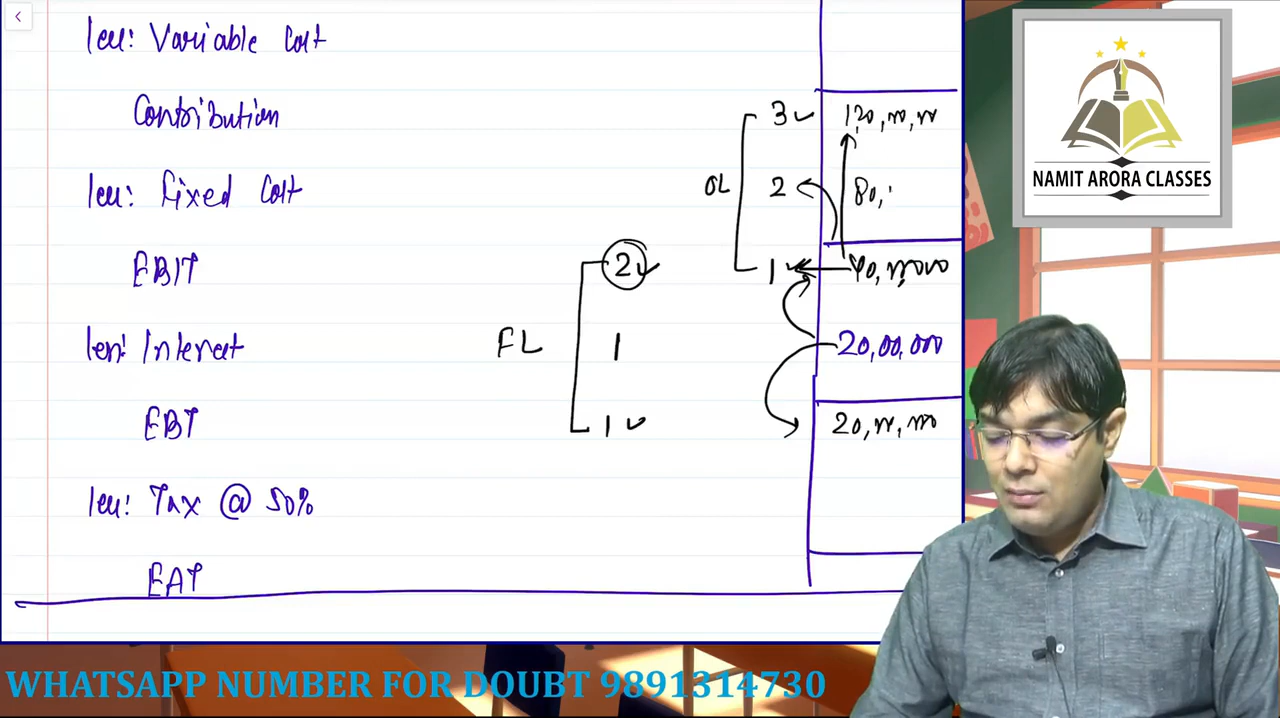 Less: Variable Cost
Contribution 3 120,00,00
Less: Fixed Cost OL 2 80,
EBIT 2 1 40,00000
Less: Interest FL 1 20,00,000
EBT 1 20,00,000
Less: Tax @ 50%
EAT
NAMIT ARORA CLASSES
WHATSAPP NUMBER FOR DOUBT 9891314730